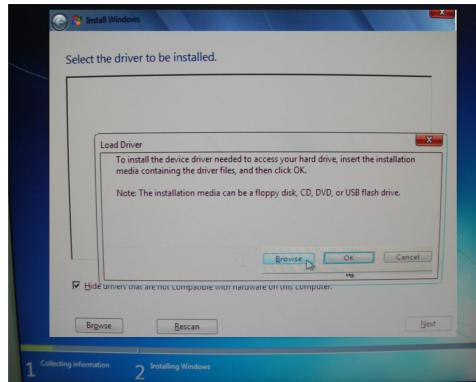 Install Windows
Select the driver to be installed.
Load Driver
To install the device driver needed to access your hard drive, insert the installation
media containing the driver files, and then click OK.
Note: The installation media can be a floppy disk, CD, DVD, or USB flash drive.
Browse OK Cancel
Hide drivers that are not compatible with hardware on this computer.
Browse Rescan Next
1 Collecting information 2 Installing Windows